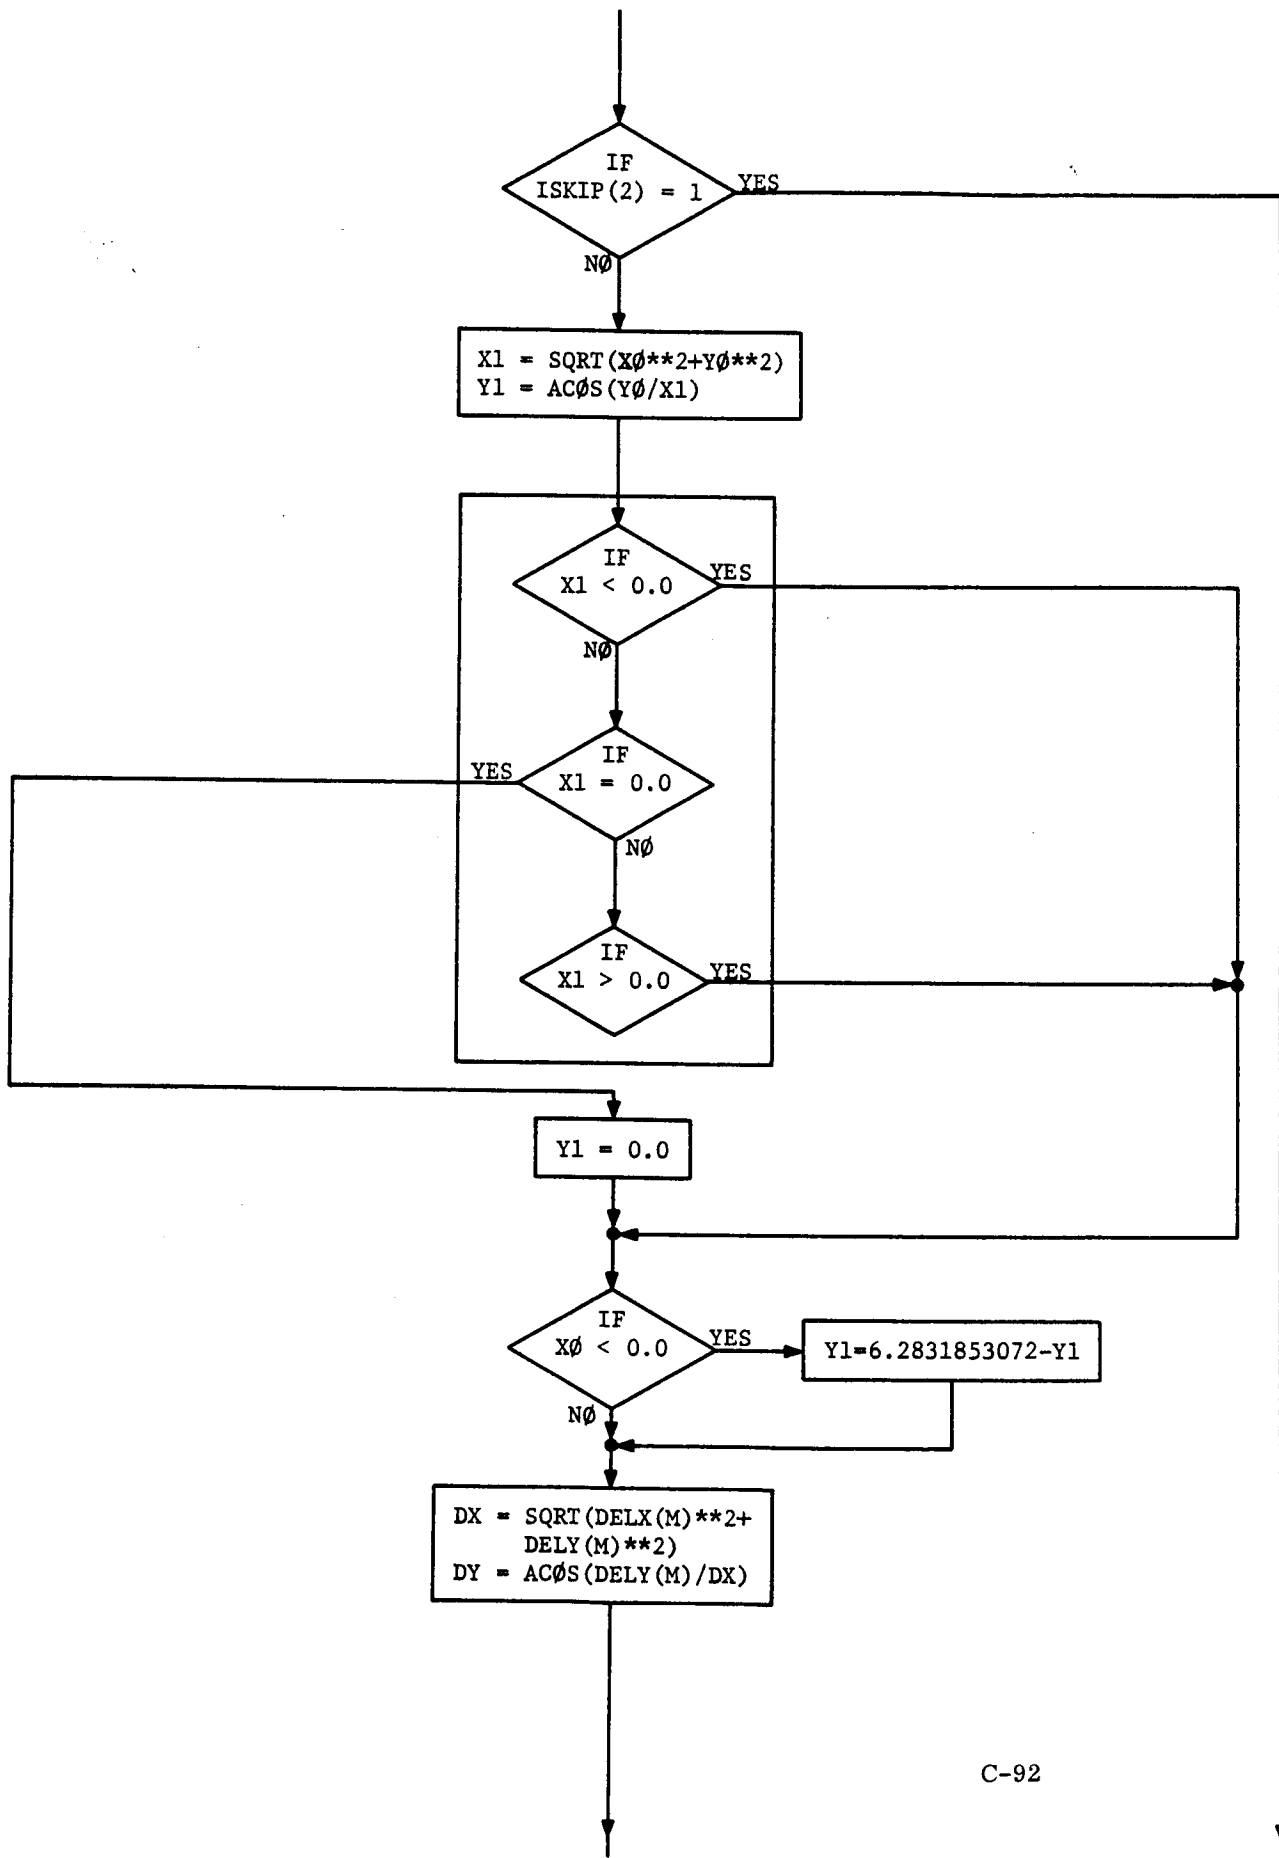 IF
ISKIP(2) = 1
YES
NØ
X1 = SQRT(XØ**2+YØ**2)
Y1 = ACØS(YØ/X1)
IF
X1 < 0.0
YES
NØ
IF
X1 = 0.0
YES
NØ
IF
X1 > 0.0
YES
Y1 = 0.0
IF
XØ < 0.0
YES
Y1=6.2831853072-Y1
NØ
DX = SQRT(DELX(M)**2+
DELY(M)**2)
DY = ACØS(DELY(M)/DX)
C-92